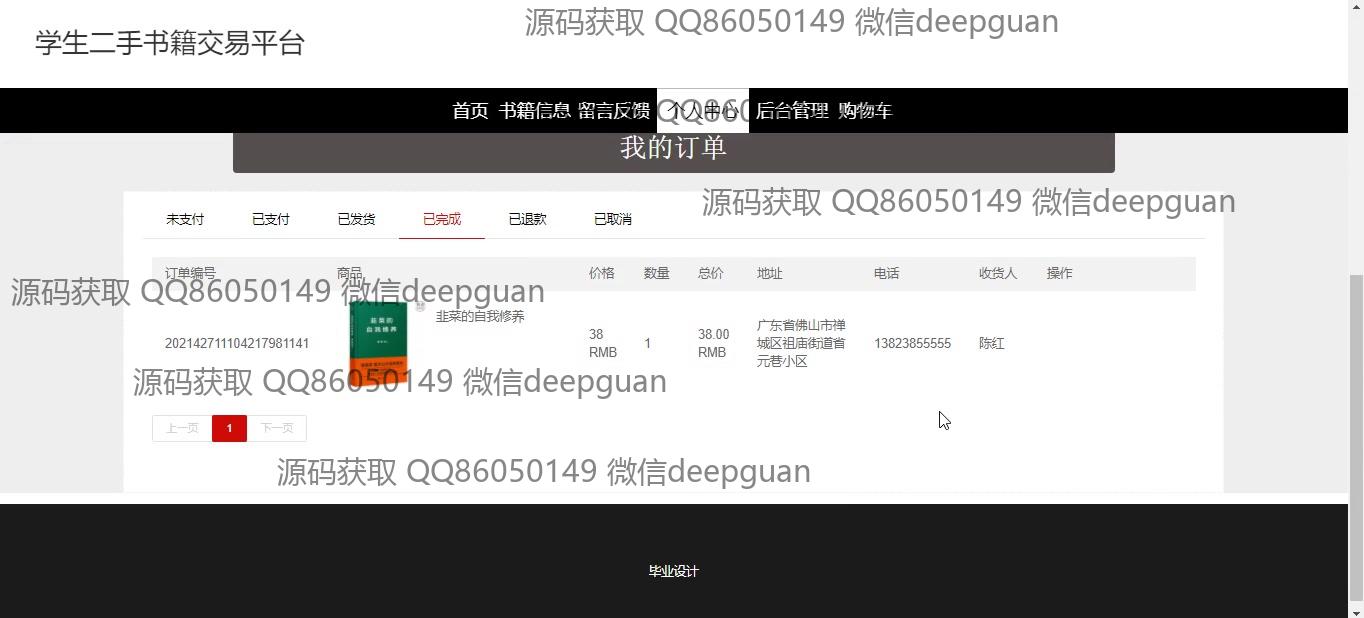 源码获取 QQ86050149 微信deepguan
学生二手书籍交易平台
首页 书籍信息 留言反馈 个人中心 后台管理 购物车
我的订单
源码获取 QQ86050149 微信deepguan
未支付 已支付 已发货 已完成 已退款 已取消
订单编号 商品 价格 数量 总价 地址 电话 收货人 操作
源码获取 QQ86050149 微信deepguan
韭菜的
自我修养
韭菜的自我修养
202142711104217981141
38
RMB
1
38.00
RMB
广东省佛山市禅
城区祖庙街道省
元巷小区
13823855555
陈红
源码获取 QQ86050149 微信deepguan
上一页 1 下一页
源码获取 QQ86050149 微信deepguan
毕业设计